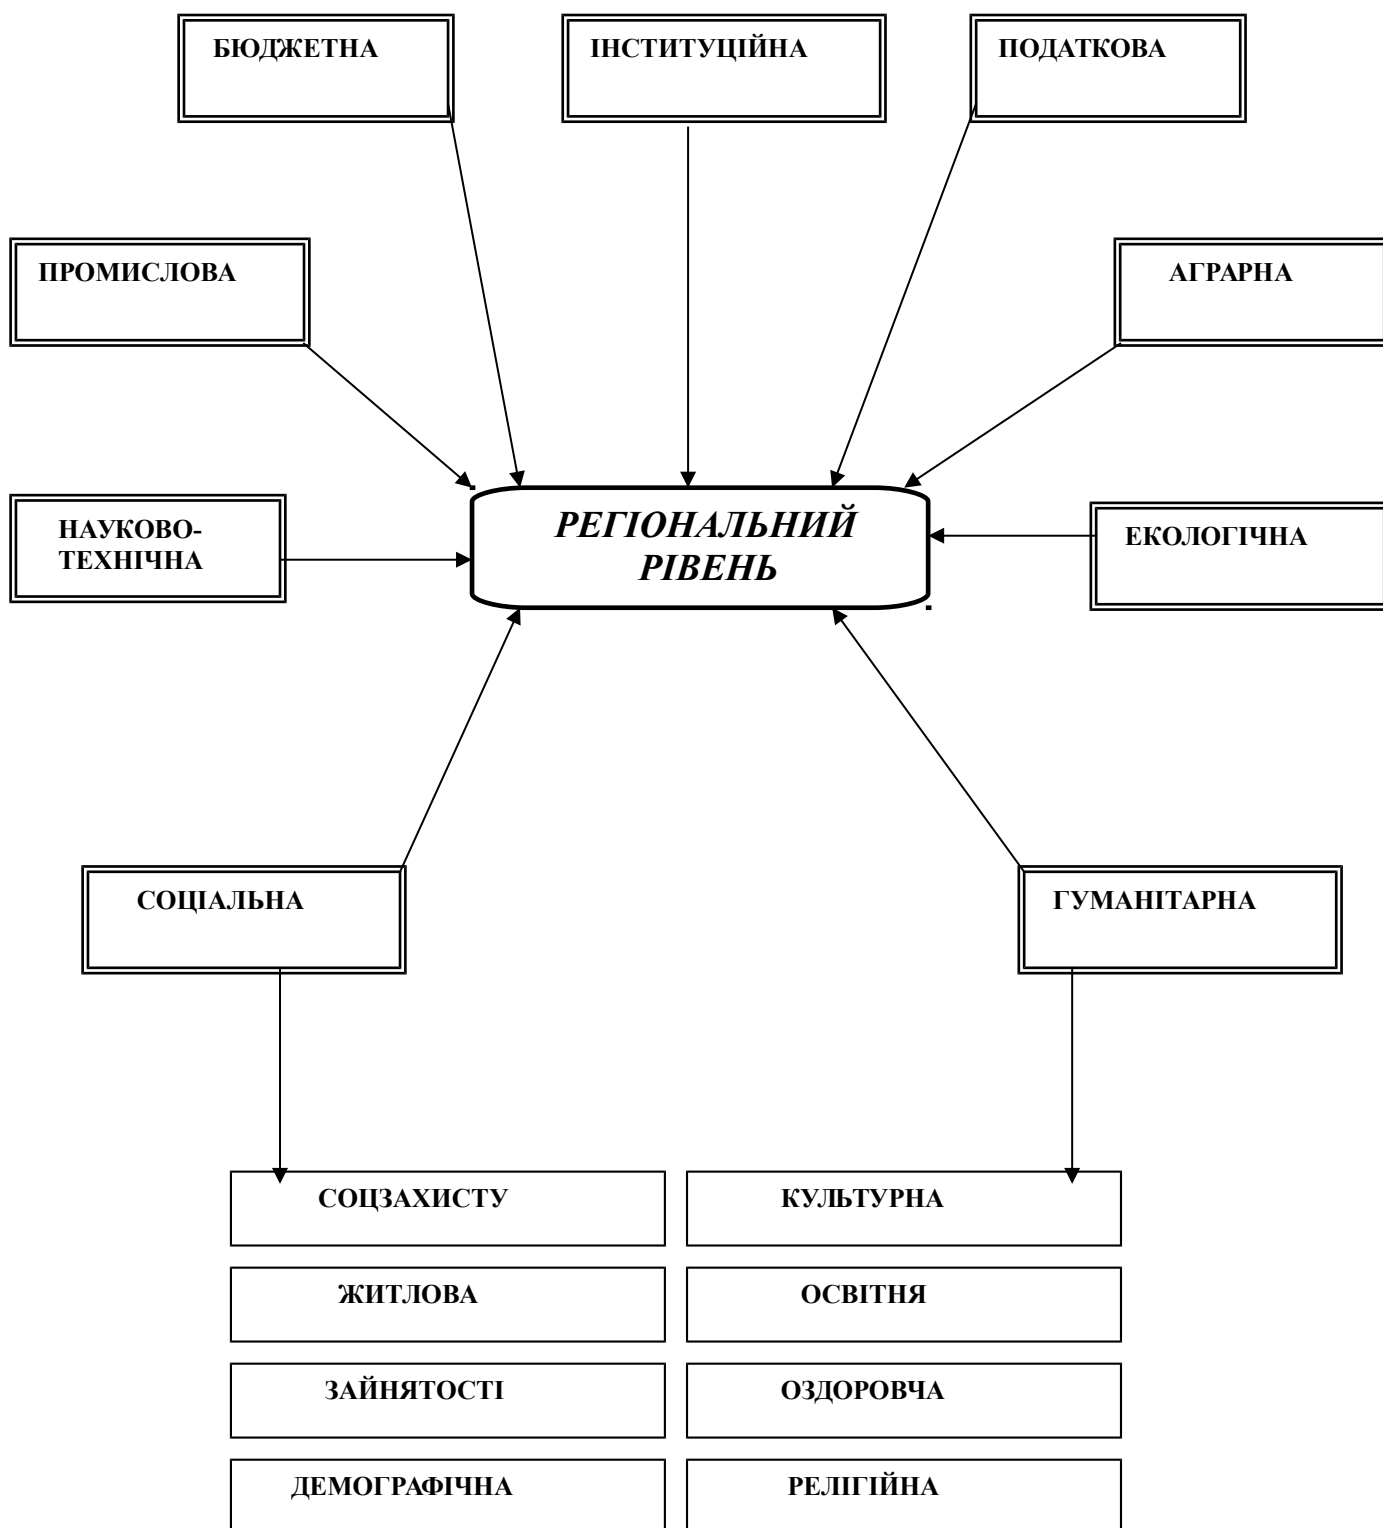 БЮДЖЕТНА
ІНСТИТУЦІЙНА
ПОДАТКОВА
ПРОМИСЛОВА
АГРАРНА
НАУКОВО-
ТЕХНІЧНА
РЕГІОНАЛЬНИЙ
РІВЕНЬ
ЕКОЛОГІЧНА
СОЦІАЛЬНА
ГУМАНІТАРНА
СОЦЗАХИСТУ
КУЛЬТУРНА
ЖИТЛОВА
ОСВІТНЯ
ЗАЙНЯТОСТІ
ОЗДОРОВЧА
ДЕМОГРАФІЧНА
РЕЛІГІЙНА